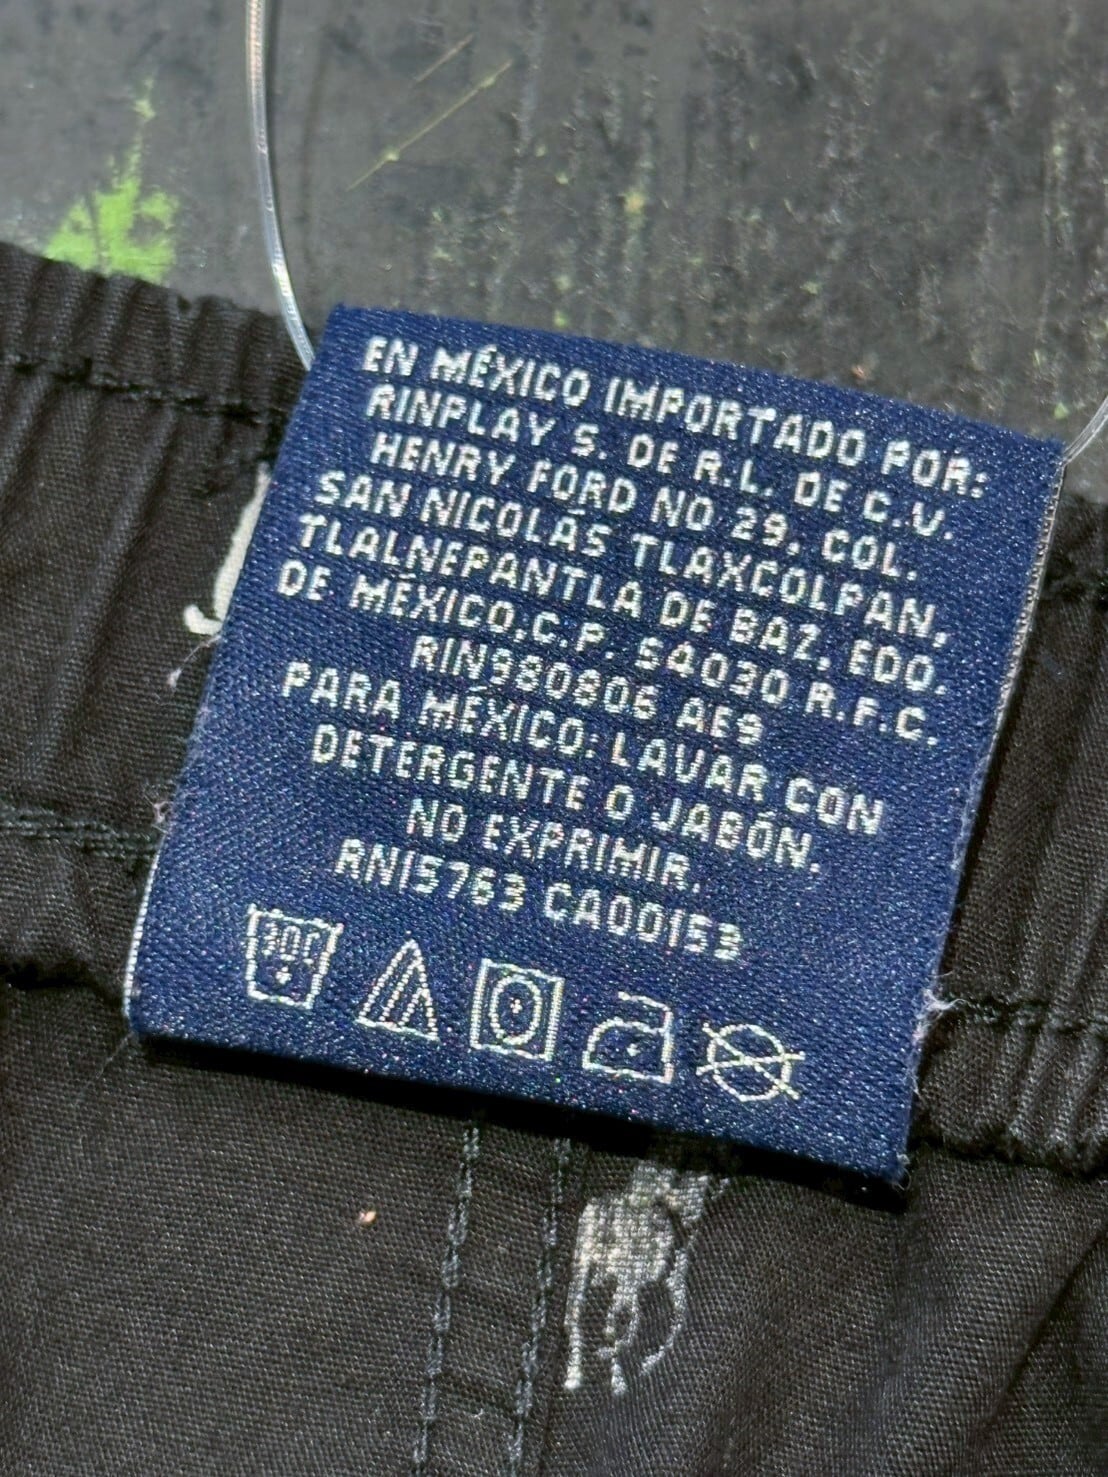 EN MÉXICO IMPORTADO POR:
RINPLAY S. DE R.L. DE C.V.
HENRY FORD NO 29, COL.
SAN NICOLÁS TLAXCOLPAN,
TLALNEPANTLA DE BAZ, EDO.
DE MÉXICO,C.P. 54030 R.F.C.
RIN980806 AE9
PARA MÉXICO: LAVAR CON
DETERGENTE O JABÓN.
NO EXPRIMIR.
RN15763 CA00153
30C